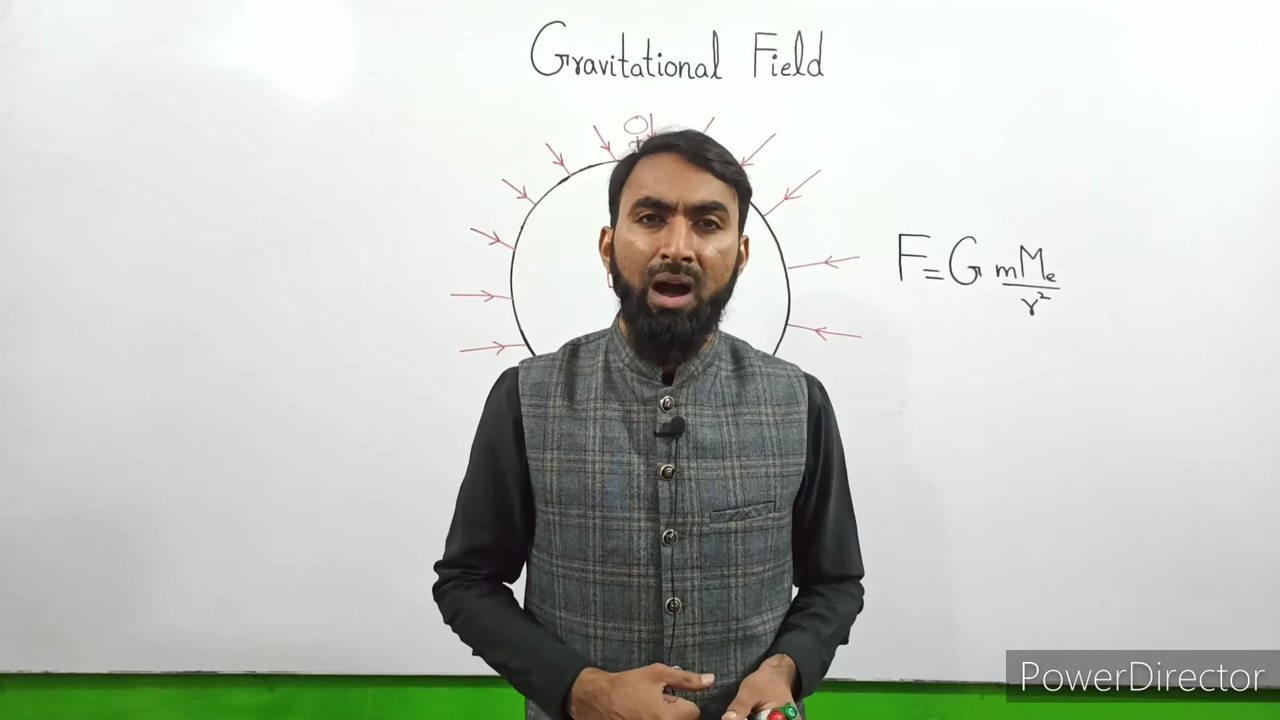 Gravitational Field
F = G mMₑ/r²
PowerDirector